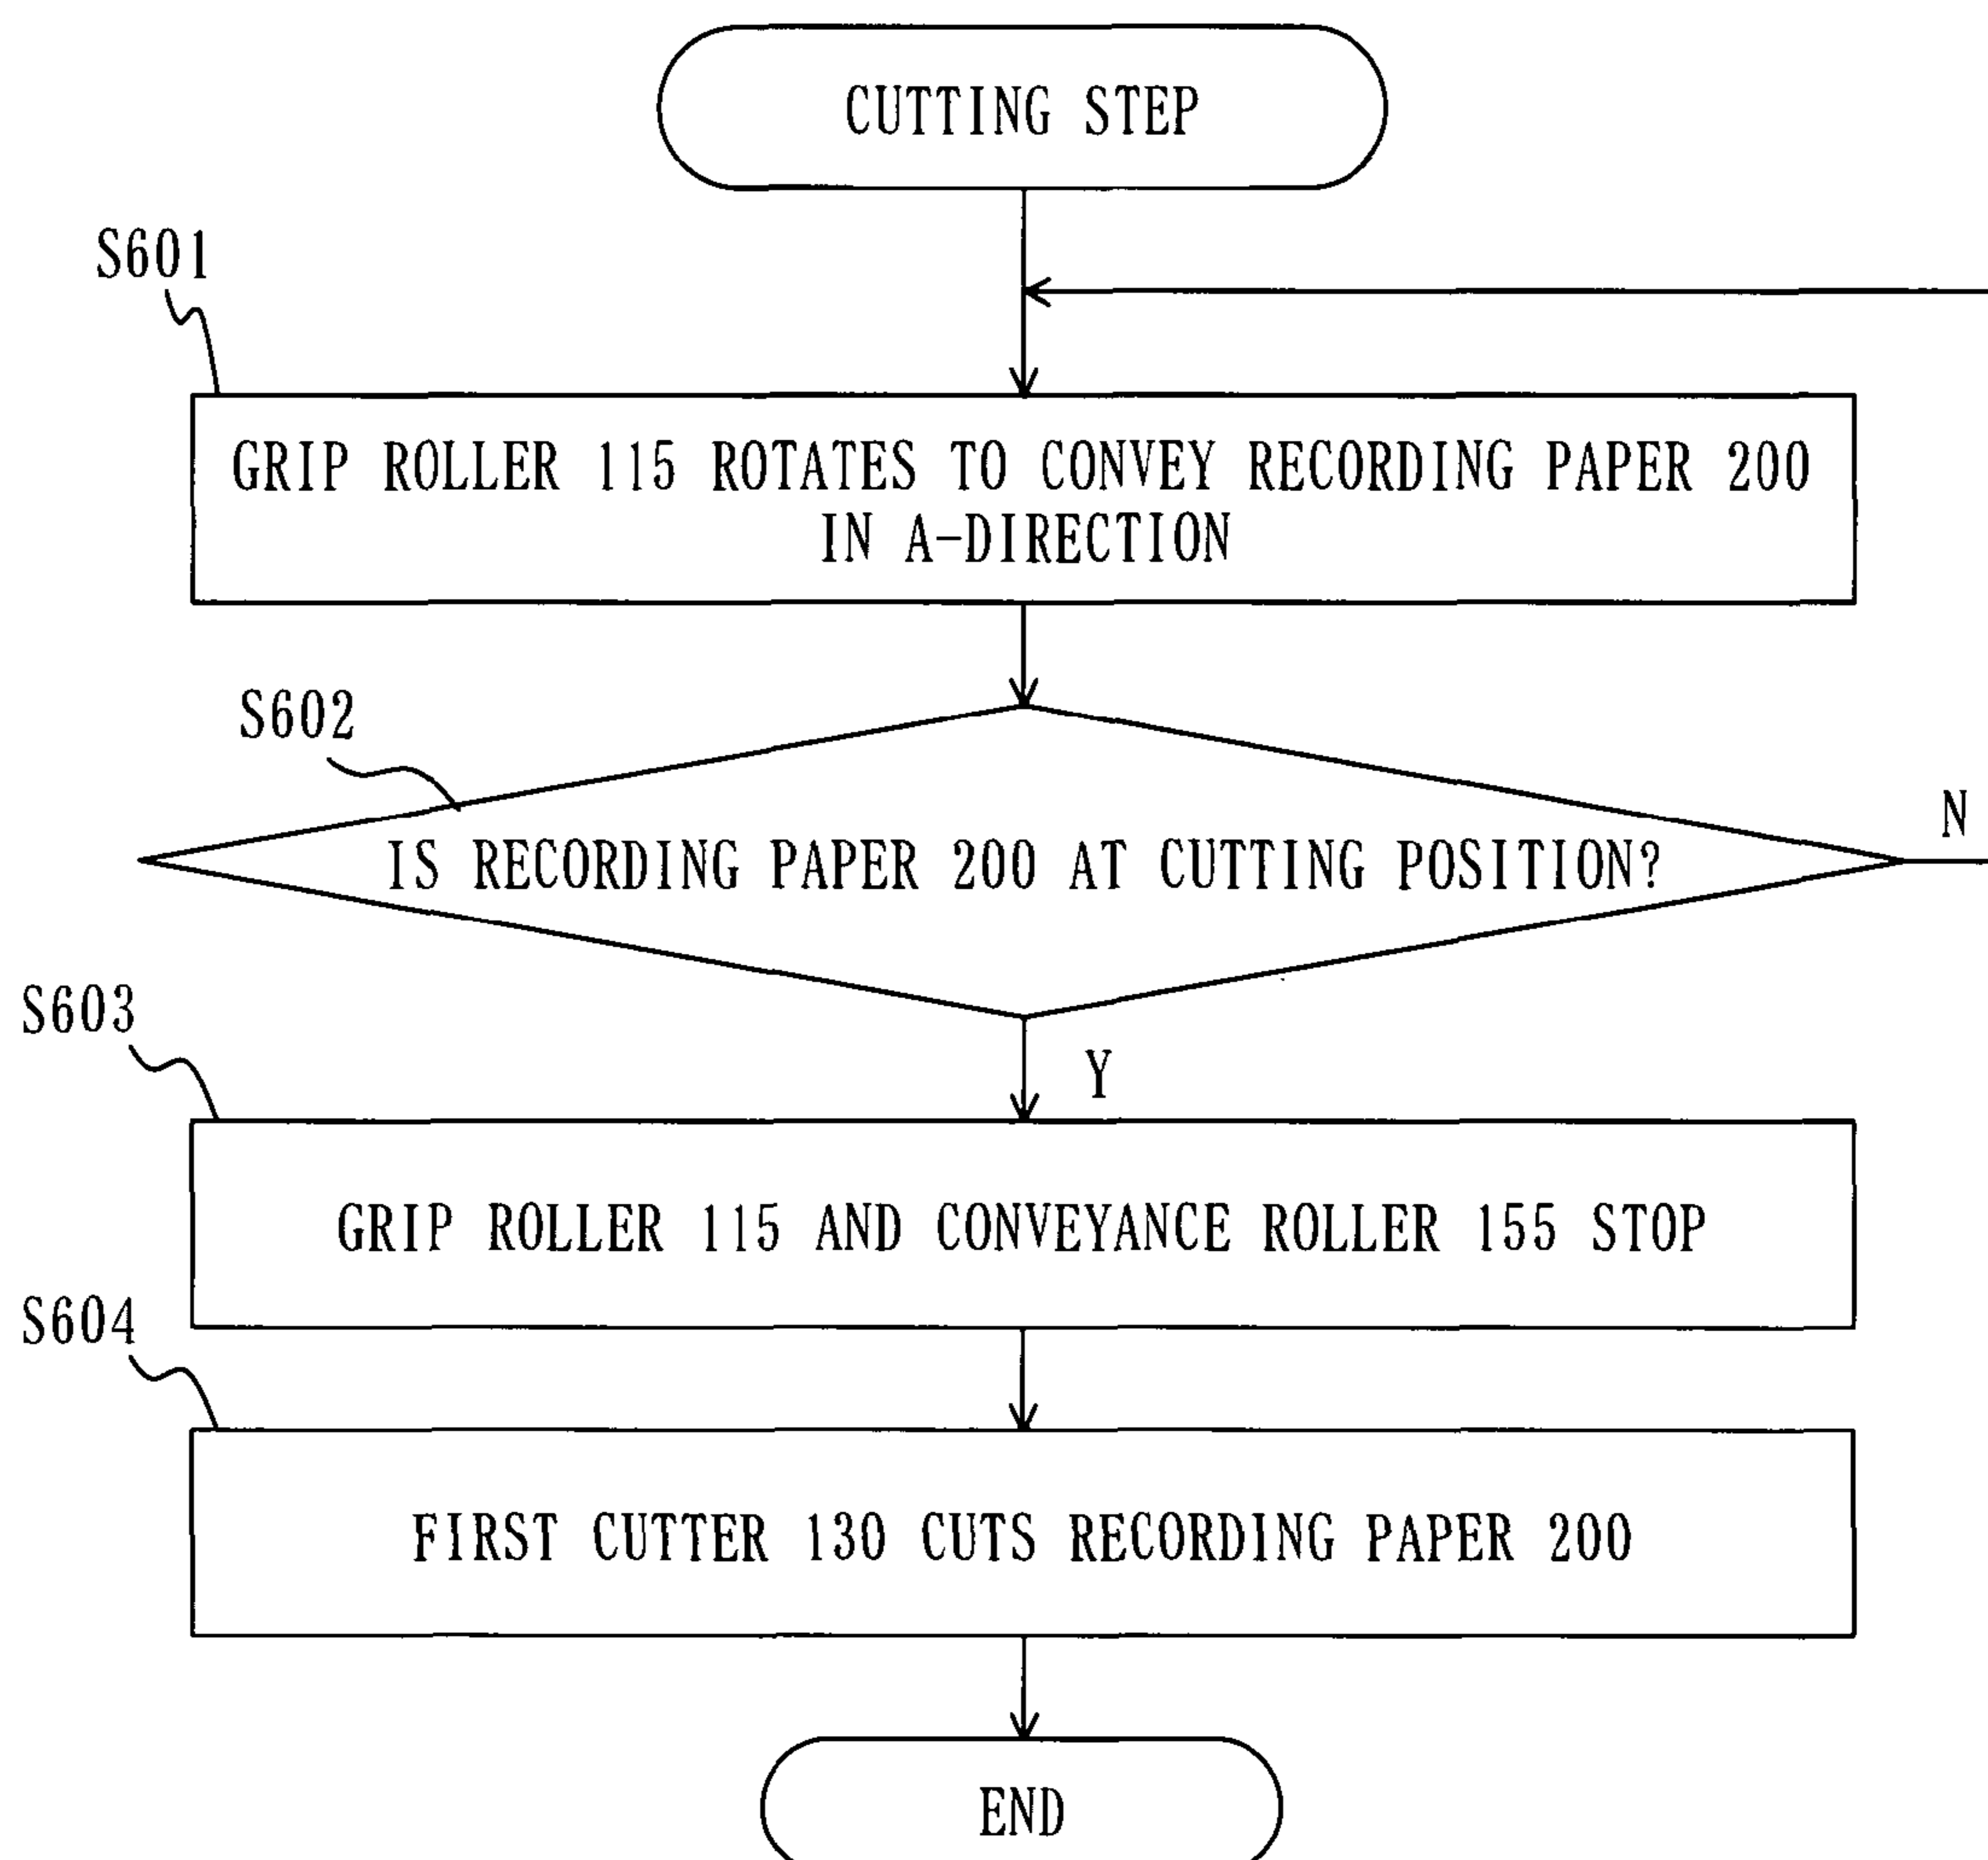 CUTTING STEP
S601
GRIP ROLLER 115 ROTATES TO CONVEY RECORDING PAPER 200
IN A-DIRECTION
S602
N
IS RECORDING PAPER 200 AT CUTTING POSITION?
S603
Y
GRIP ROLLER 115 AND CONVEYANCE ROLLER 155 STOP
S604
FIRST CUTTER 130 CUTS RECORDING PAPER 200
END